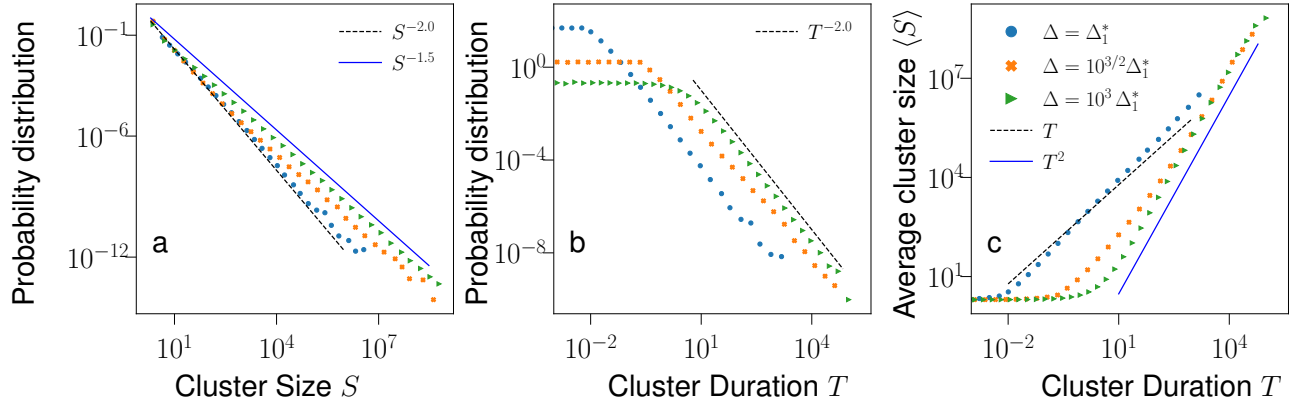 Probability distribution
10^{-1}
10^{-6}
10^{-12}
S^{-2.0}
S^{-1.5}
a
10^{1}
10^{4}
10^{7}
Cluster Size S
Probability distribution
10^{0}
10^{-4}
10^{-8}
T^{-2.0}
b
10^{-2}
10^{1}
10^{4}
Cluster Duration T
Average cluster size ⟨S⟩
10^{7}
10^{4}
10^{1}
Δ = Δ_1^*
Δ = 10^{3/2}Δ_1^*
Δ = 10^{3} Δ_1^*
T
T^{2}
c
10^{-2}
10^{1}
10^{4}
Cluster Duration T